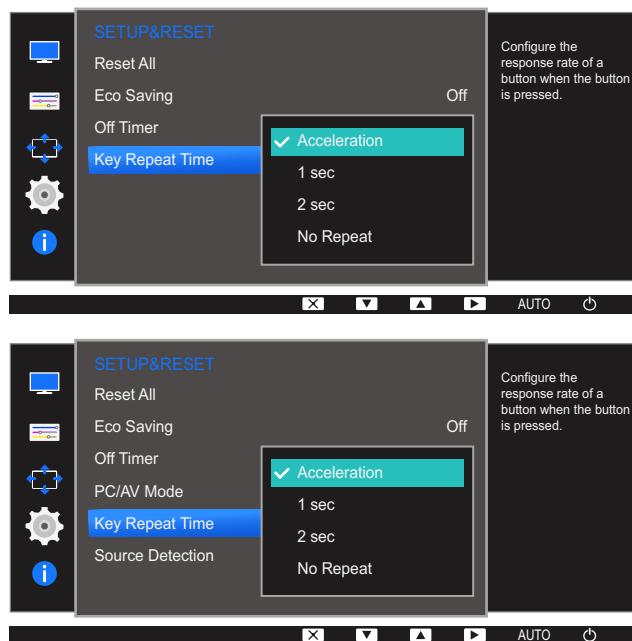 SETUP&RESET
Reset All
Eco Saving Off
Off Timer
Key Repeat Time
Acceleration
1 sec
2 sec
No Repeat
Configure the
response rate of a
button when the button
is pressed.
AUTO
SETUP&RESET
Reset All
Eco Saving Off
Off Timer
PC/AV Mode
Key Repeat Time
Source Detection
Acceleration
1 sec
2 sec
No Repeat
Configure the
response rate of a
button when the button
is pressed.
AUTO